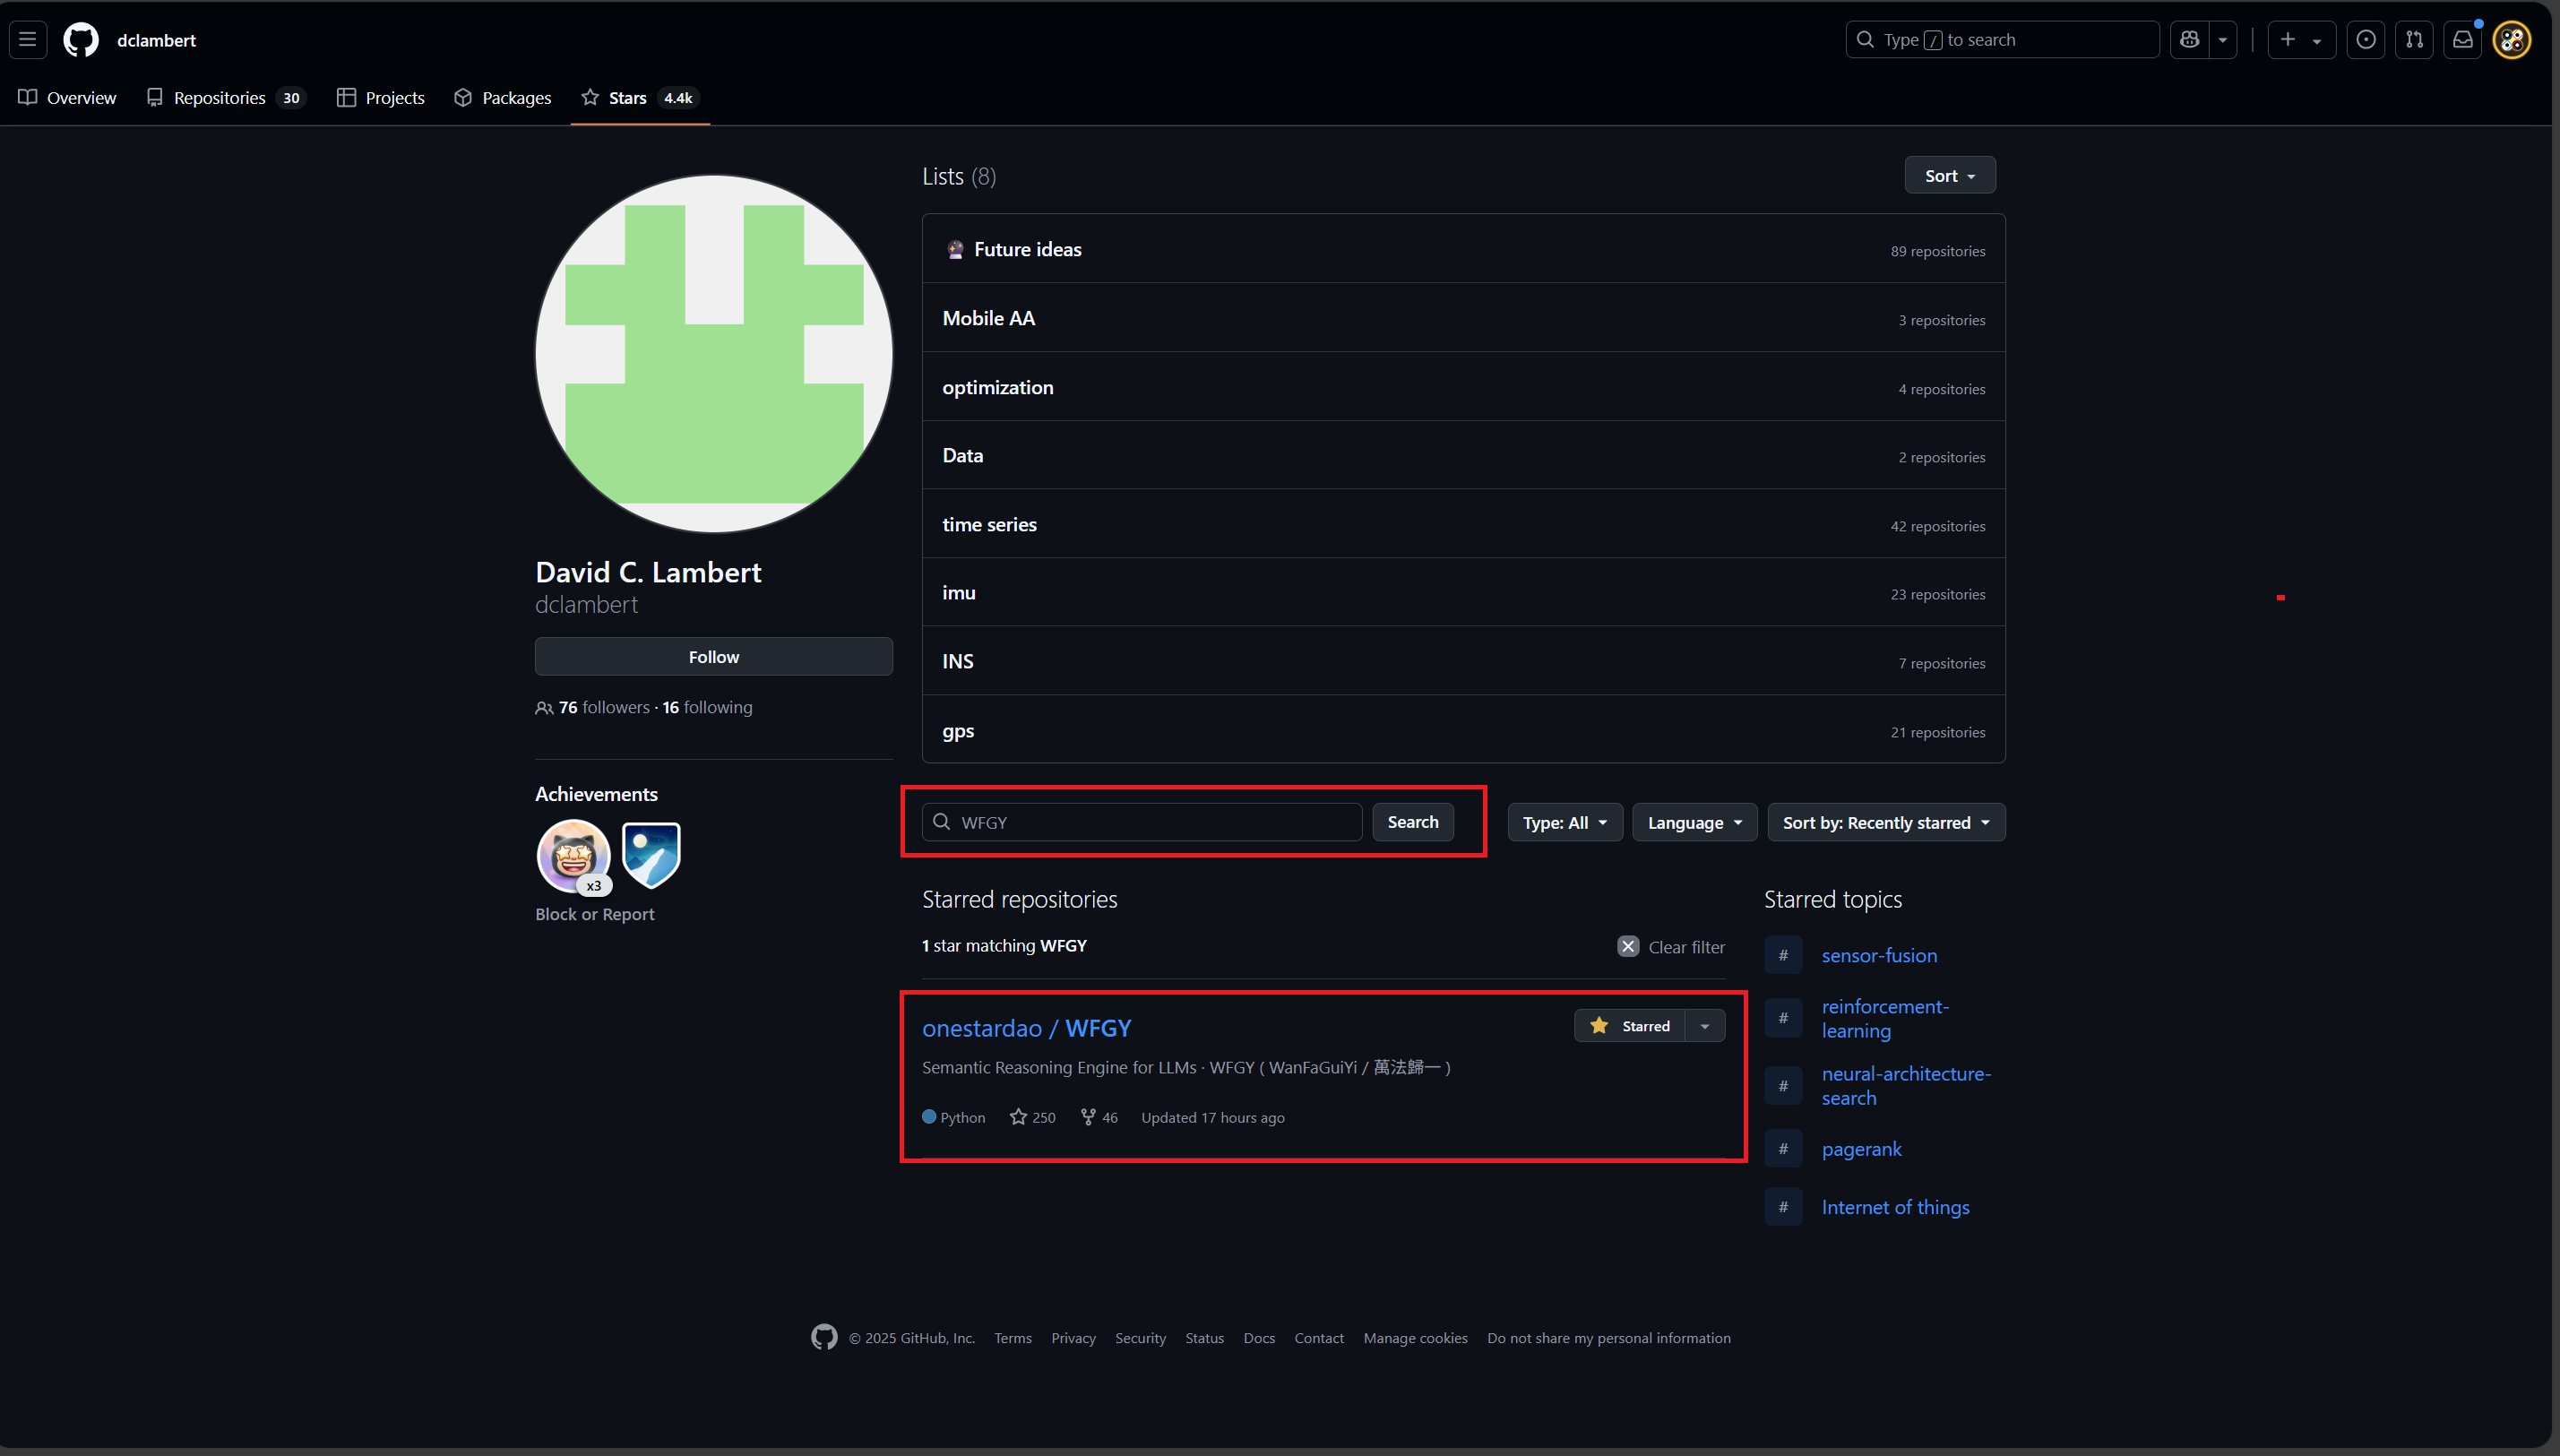 dclambert
Type / to search
Overview
Repositories 30
Projects
Packages
Stars 4.4k
David C. Lambert
dclambert
Follow
76 followers · 16 following
Achievements
x3
Block or Report
Lists (8)
Sort
Future ideas
89 repositories
Mobile AA
3 repositories
optimization
4 repositories
Data
2 repositories
time series
42 repositories
imu
23 repositories
INS
7 repositories
gps
21 repositories
WFGY
Search
Type: All
Language
Sort by: Recently starred
Starred repositories
1 star matching WFGY
Clear filter
onestardao / WFGY
Starred
Semantic Reasoning Engine for LLMs · WFGY ( WanFaGuiYi / 萬法歸一 )
Python 250 46 Updated 17 hours ago
Starred topics
# sensor-fusion
# reinforcement-
learning
# neural-architecture-
search
# pagerank
# Internet of things
© 2025 GitHub, Inc. Terms Privacy Security Status Docs Contact Manage cookies Do not share my personal information